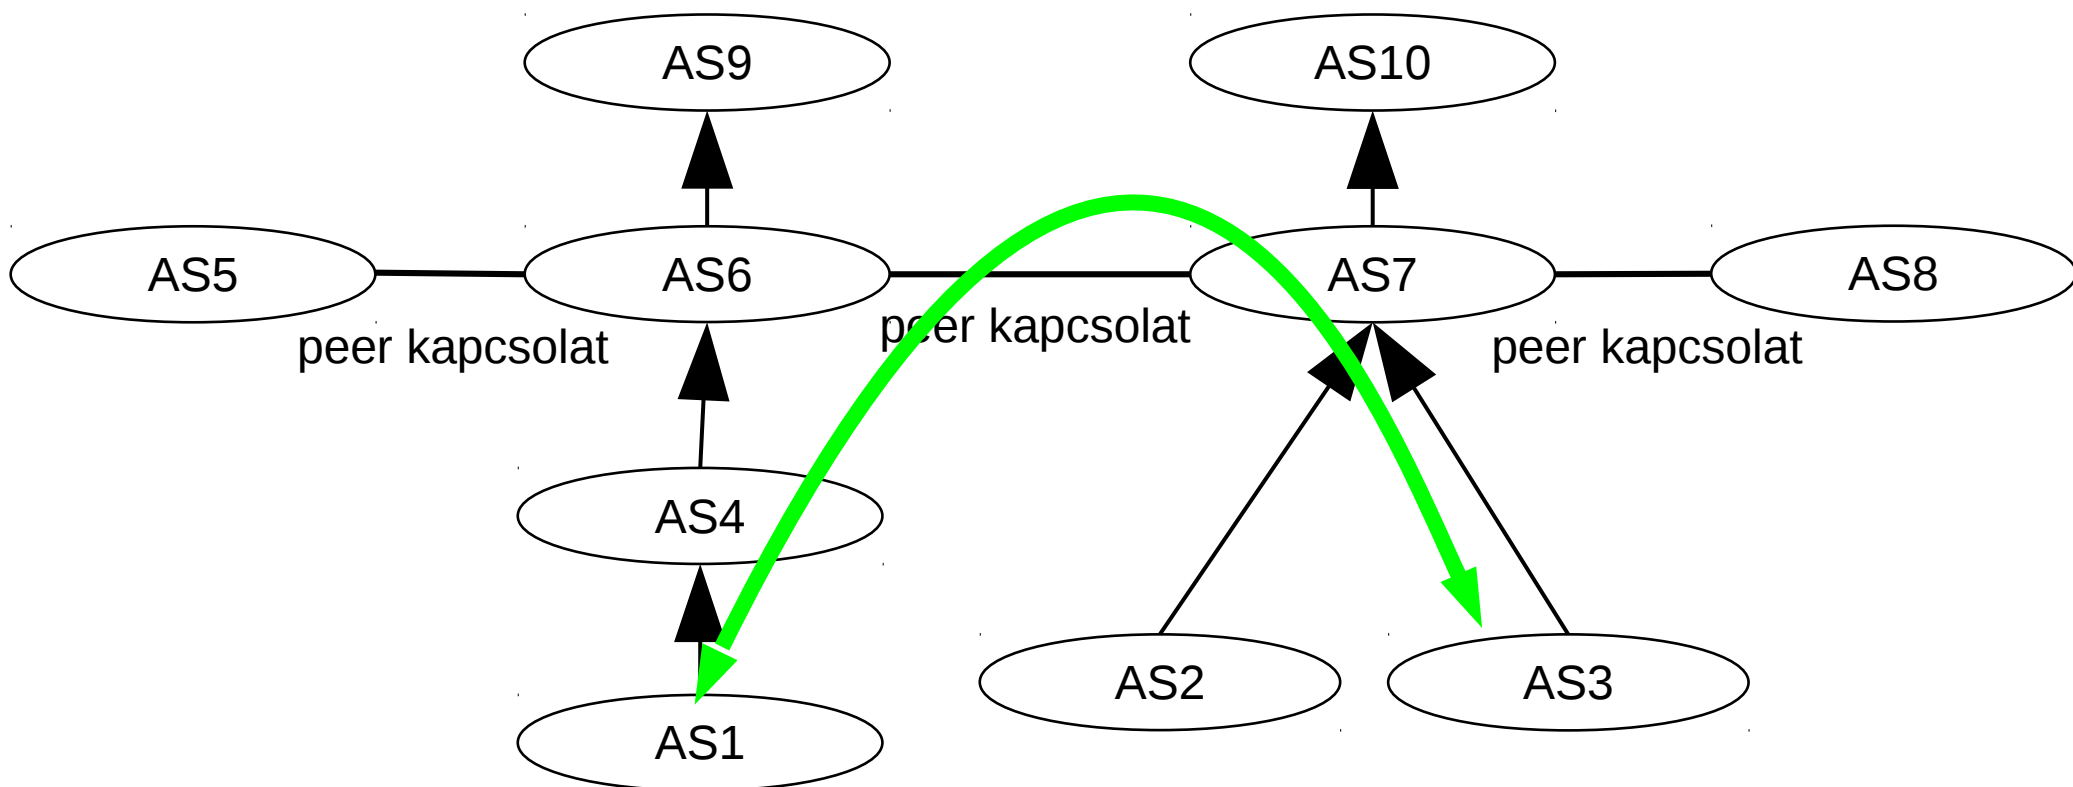 AS9
AS10
AS5
AS6
AS7
AS8
peer kapcsolat
peer kapcsolat
peer kapcsolat
AS4
AS2
AS3
AS1